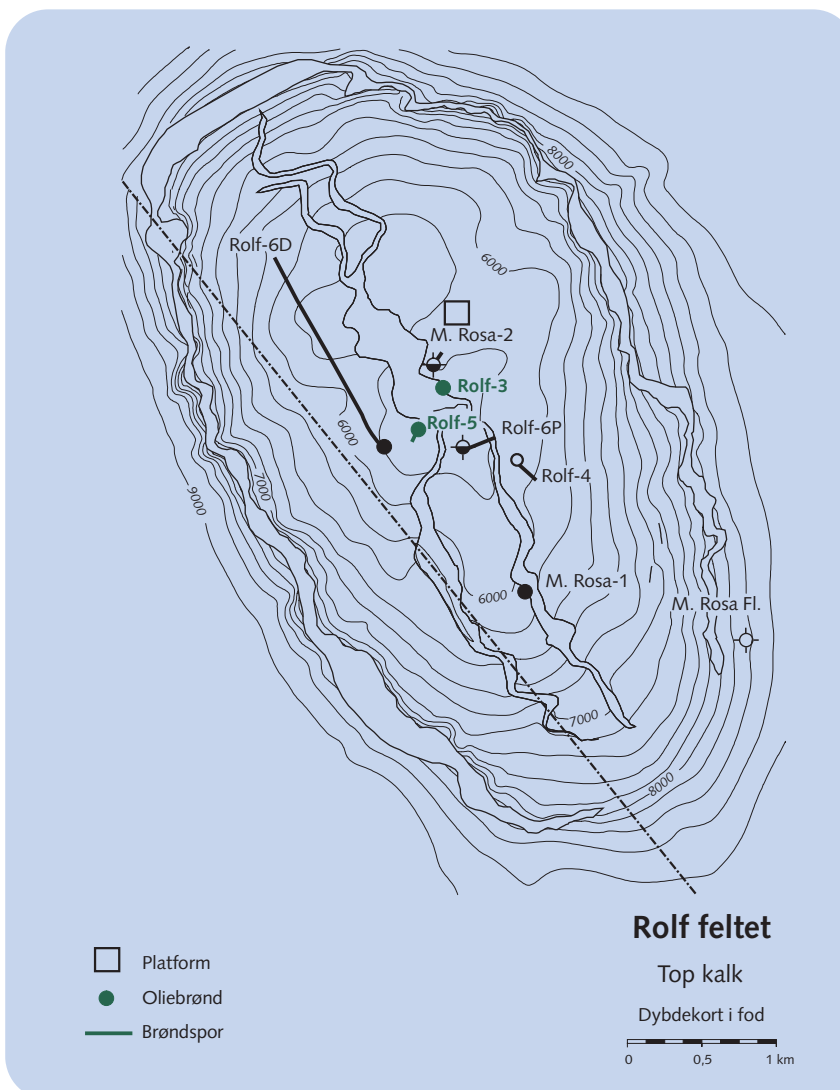 8000
6000
Rolf-6D
M. Rosa-2
Rolf-3
Rolf-5
Rolf-6P
6000
Rolf-4
7000
9000
M. Rosa-1
6000
M. Rosa Fl.
7000
8000
Rolf feltet
Top kalk
Dybdekort i fod
0 0,5 1 km
Platform
Oliebrønd
Brøndspor